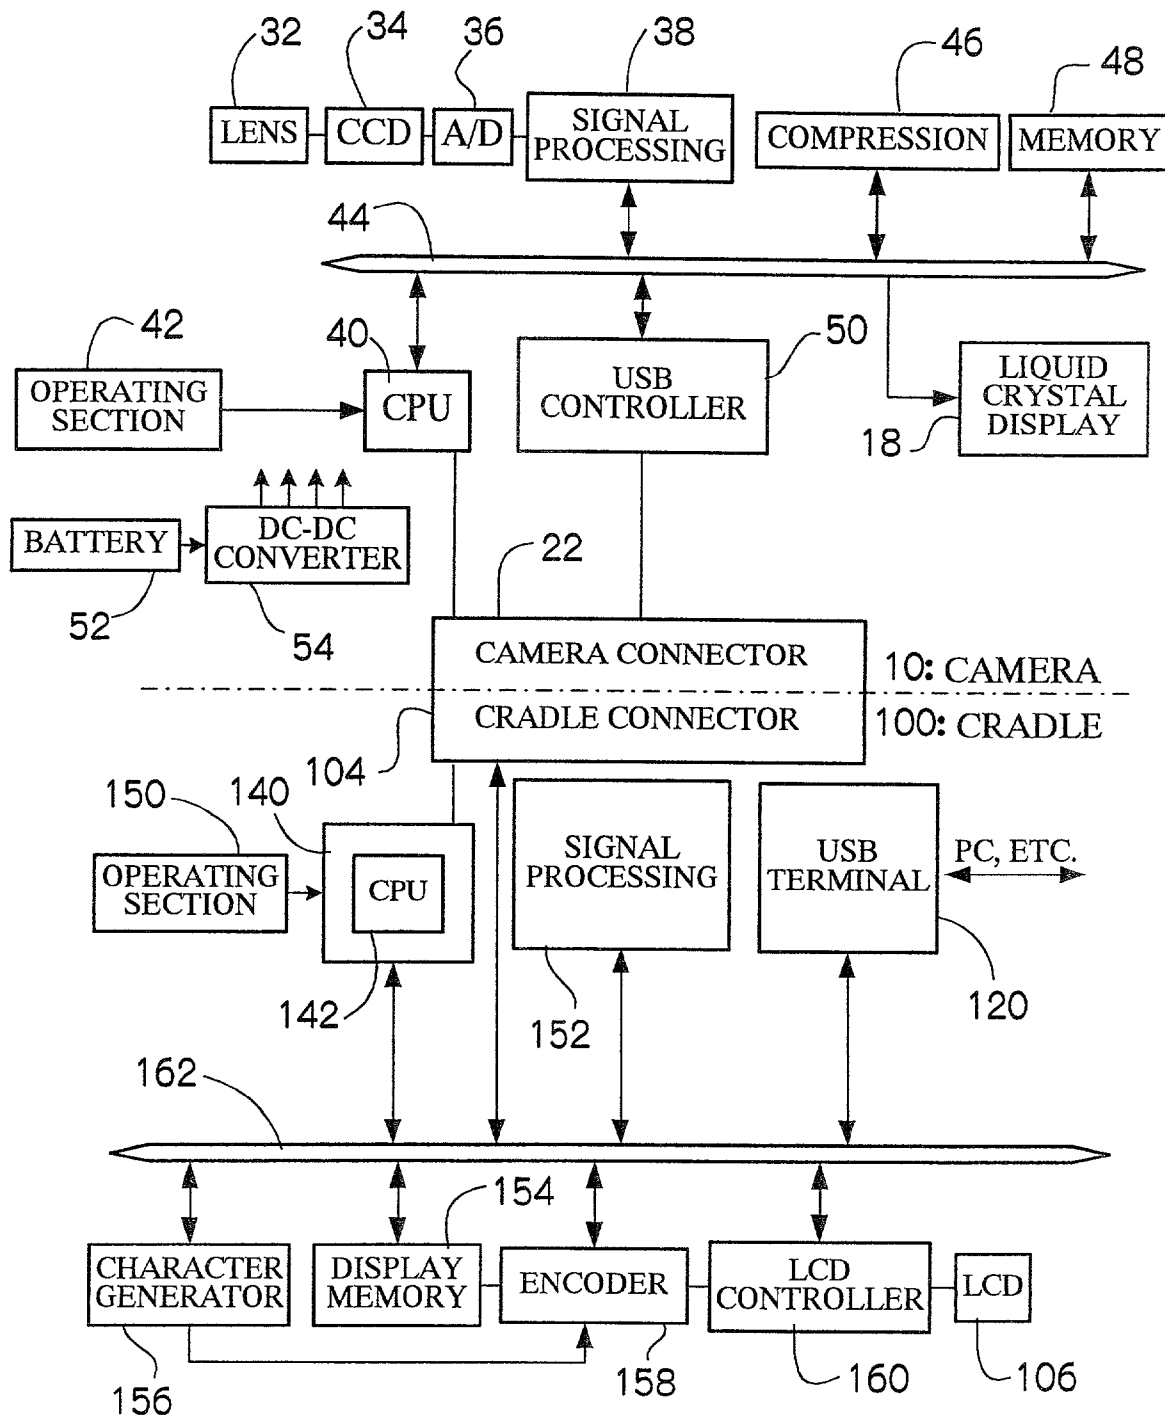 32
34
36
38
46
48
LENS
CCD
A/D
SIGNAL
PROCESSING
COMPRESSION
MEMORY
44
42
40
50
OPERATING
SECTION
CPU
USB
CONTROLLER
LIQUID
CRYSTAL
DISPLAY
18
BATTERY
DC-DC
CONVERTER
22
52
54
CAMERA CONNECTOR
10: CAMERA
CRADLE CONNECTOR
100: CRADLE
104
150
140
OPERATING
SECTION
CPU
SIGNAL
PROCESSING
USB
TERMINAL
PC, ETC.
142
152
120
162
154
CHARACTER
GENERATOR
DISPLAY
MEMORY
ENCODER
LCD
CONTROLLER
LCD
156
158
160
106